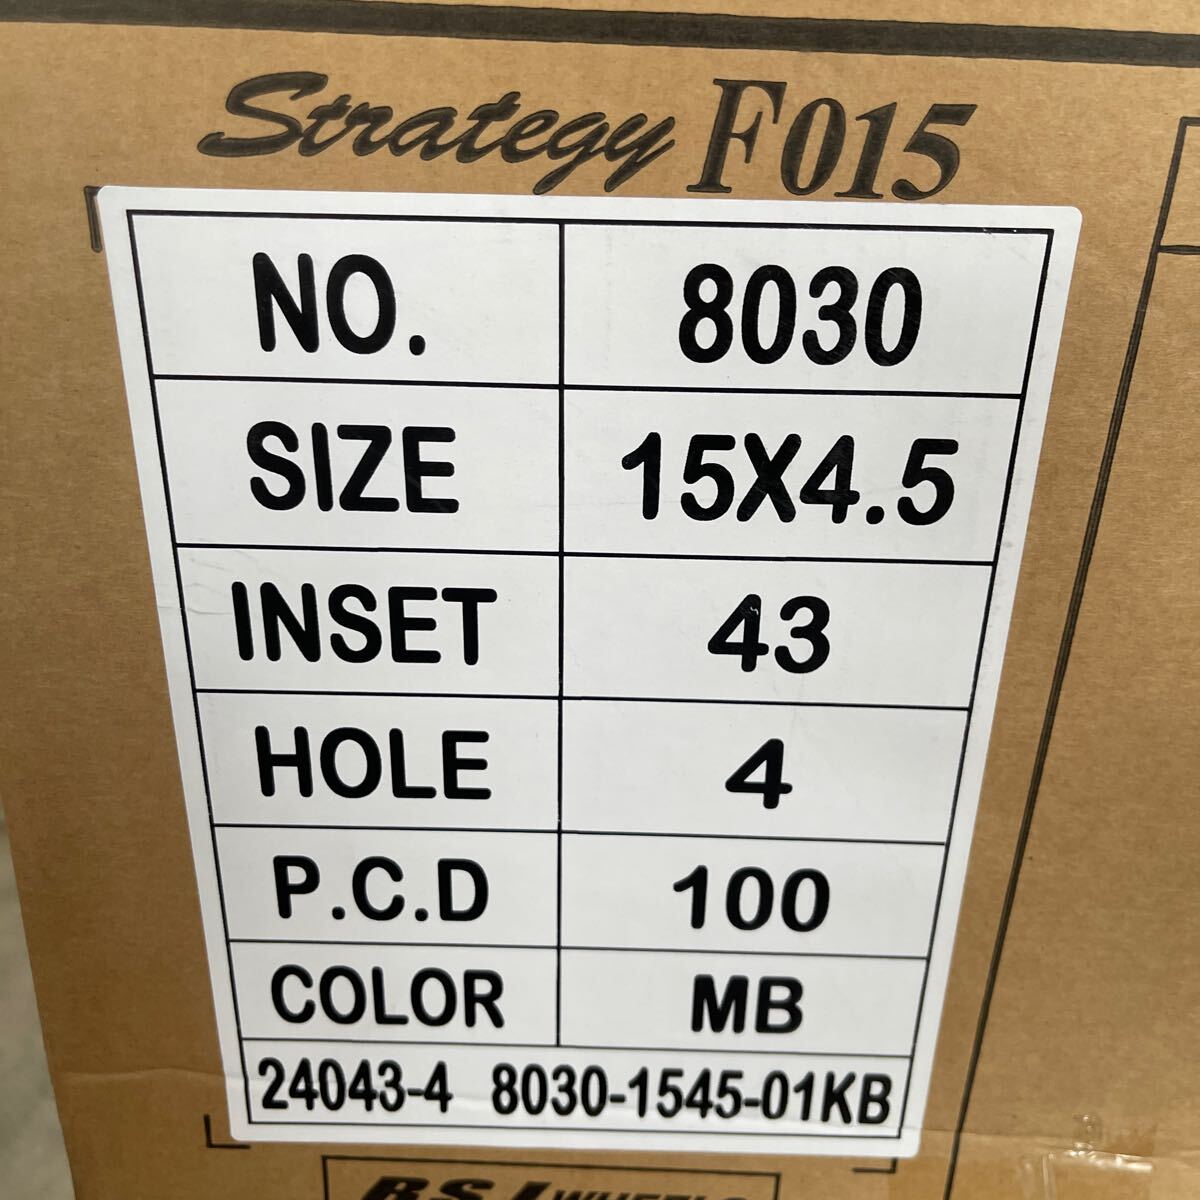 Strategy F015
NO. 8030
SIZE 15X4.5
INSET 43
HOLE 4
P.C.D 100
COLOR MB
24043-4 8030-1545-01KB